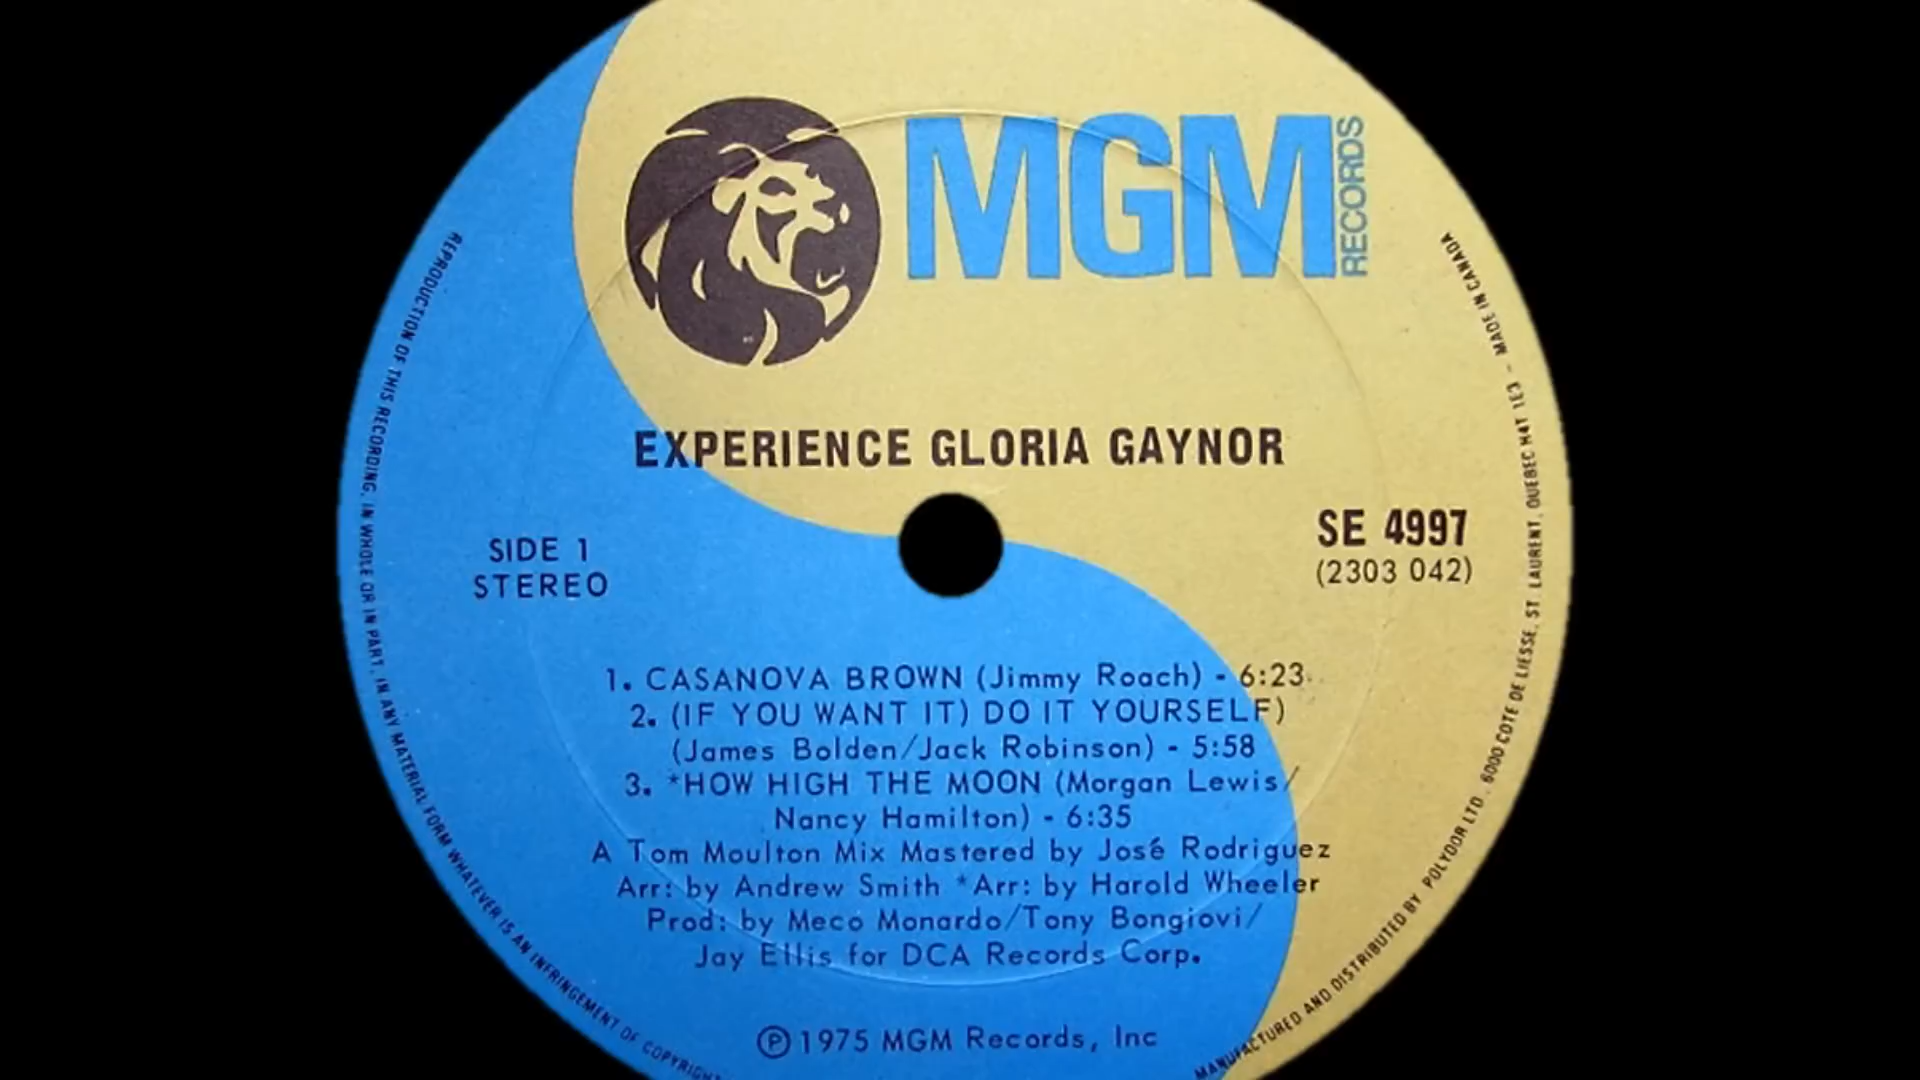 MGM RECORDS
EXPERIENCE GLORIA GAYNOR
SIDE 1
STEREO
SE 4997
(2303 042)
1. CASANOVA BROWN (Jimmy Roach) - 6:23
2. (IF YOU WANT IT) DO IT YOURSELF)
(James Bolden/Jack Robinson) - 5:58
3. *HOW HIGH THE MOON (Morgan Lewis/
Nancy Hamilton) - 6:35
A Tom Moulton Mix Mastered by José Rodriguez
Arr: by Andrew Smith *Arr: by Harold Wheeler
Prod: by Meco Monardo/Tony Bongiovi/
Jay Ellis for DCA Records Corp.
Ⓟ 1975 MGM Records, Inc
REPRODUCTION OF THIS RECORDING, IN WHOLE OR IN PART, IN ANY MATERIAL FORM WHATEVER IS AN INFRINGEMENT OF COPYRIGHT
MANUFACTURED AND DISTRIBUTED BY POLYDOR LTD., 6000 COTE DE LIESSE, ST. LAURENT, QUEBEC H4T 1E3 - MADE IN CANADA